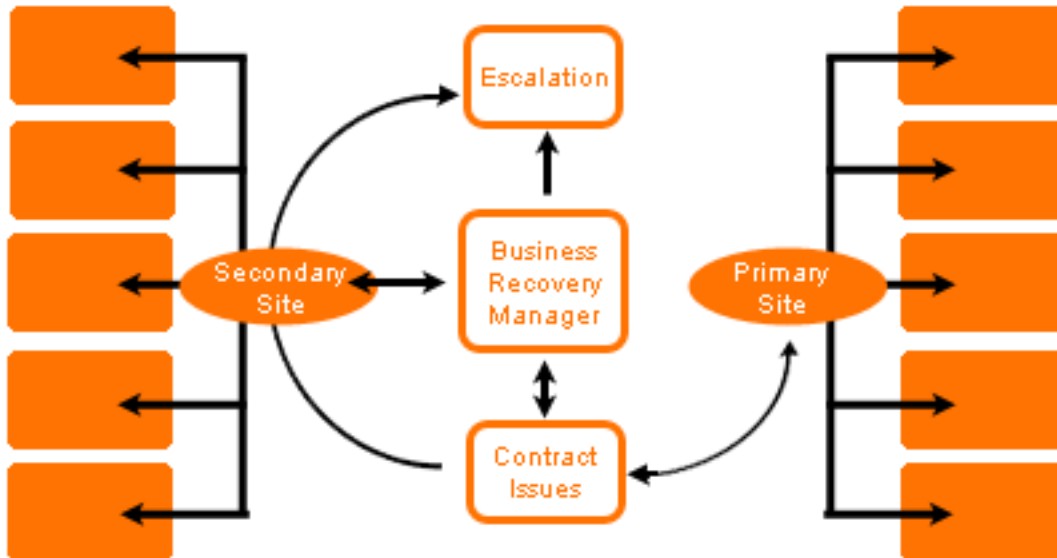 Escalation
Secondary
Site
Business
Recovery
Manager
Primary
Site
Contract
Issues